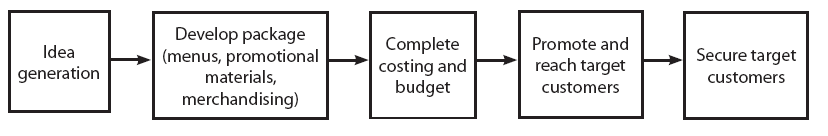 Idea
generation
Develop package
(menus, promotional
materials,
merchandising)
Complete
costing and
budget
Promote and
reach target
customers
Secure target
customers